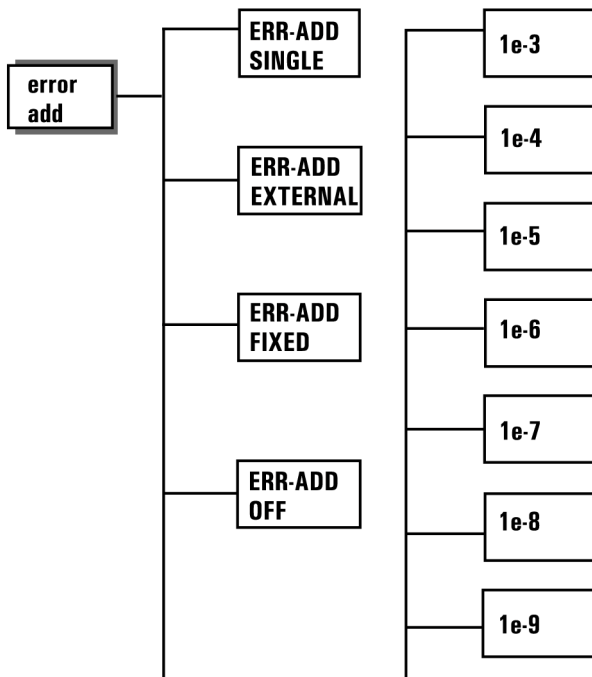 error
add
ERR-ADD
SINGLE
ERR-ADD
EXTERNAL
ERR-ADD
FIXED
ERR-ADD
OFF
1e-3
1e-4
1e-5
1e-6
1e-7
1e-8
1e-9